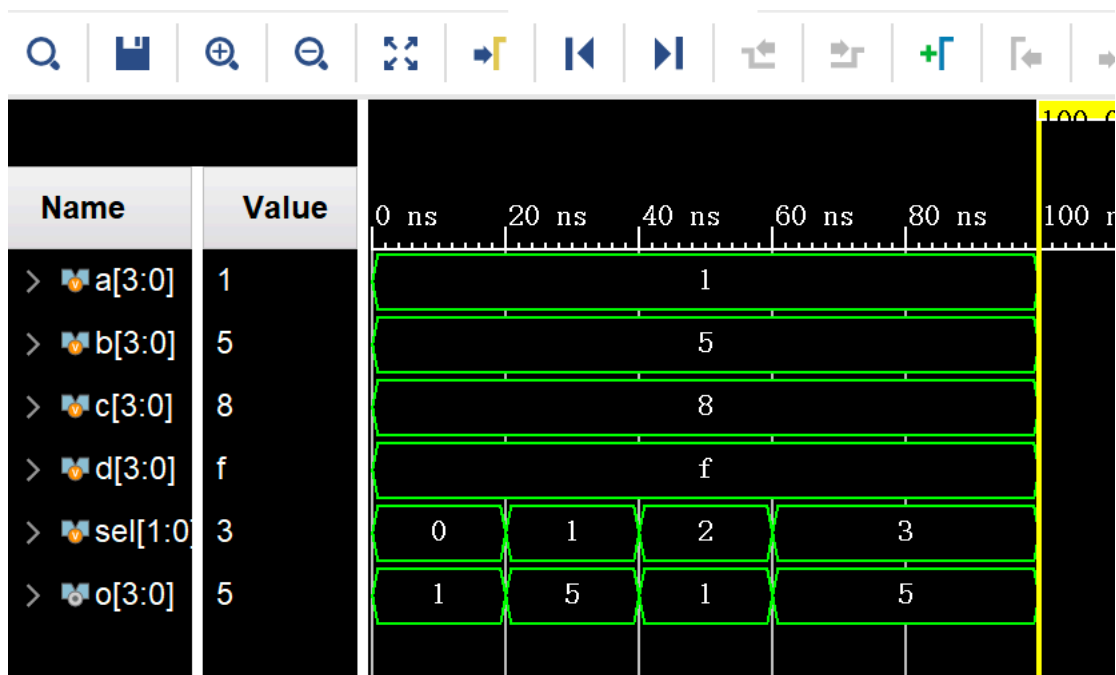 100
Name Value 0 ns 20 ns 40 ns 60 ns 80 ns 100
a[3:0] 1 1
b[3:0] 5 5
c[3:0] 8 8
d[3:0] f f
sel[1:0] 3 0 1 2 3
o[3:0] 5 1 5 1 5